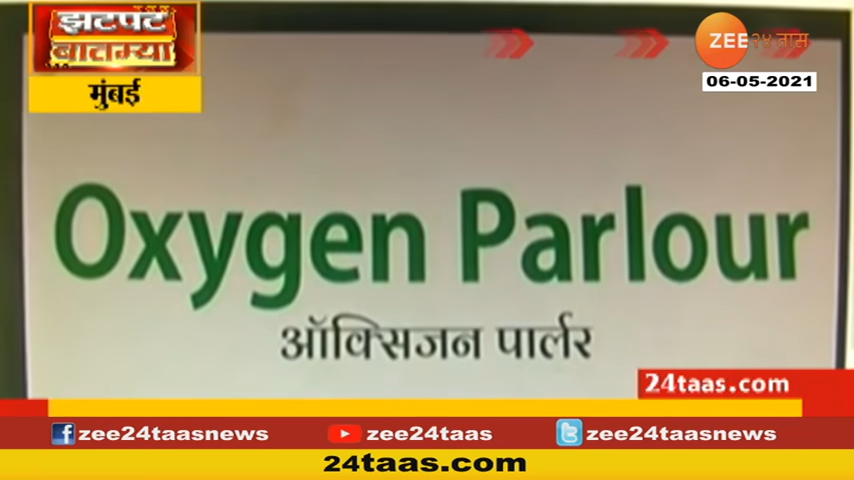 झटपट
बातम्या
मुंबई
ZEE २४ तास
06-05-2021
Oxygen Parlour
ऑक्सिजन पार्लर
24taas.com
zee24taasnews
zee24taas
zee24taasnews
24taas.com